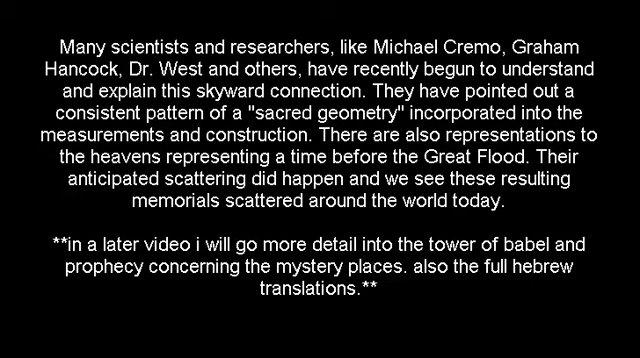 Many scientists and researchers, like Michael Cremo, Graham
Hancock, Dr. West and others, have recently begun to understand
and explain this skyward connection. They have pointed out a
consistent pattern of a "sacred geometry" incorporated into the
measurements and construction. There are also representations to
the heavens representing a time before the Great Flood. Their
anticipated scattering did happen and we see these resulting
memorials scattered around the world today.
**in a later video i will go more detail into the tower of babel and
prophecy concerning the mystery places. also the full hebrew
translations.**